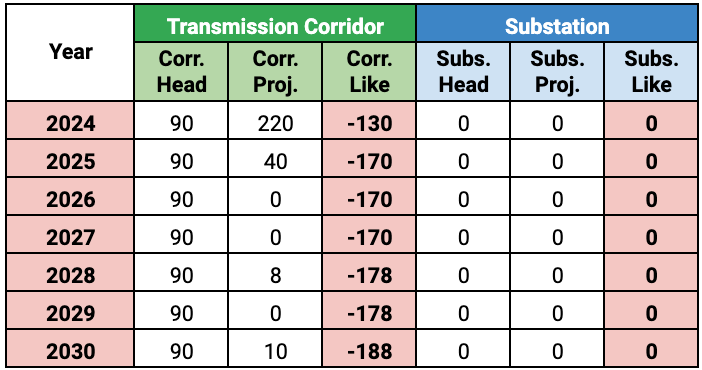 Year Transmission Corridor Substation
Corr. Head Corr. Proj. Corr. Like Subs. Head Subs. Proj. Subs. Like
2024 90 220 -130 0 0 0
2025 90 40 -170 0 0 0
2026 90 0 -170 0 0 0
2027 90 0 -170 0 0 0
2028 90 8 -178 0 0 0
2029 90 0 -178 0 0 0
2030 90 10 -188 0 0 0